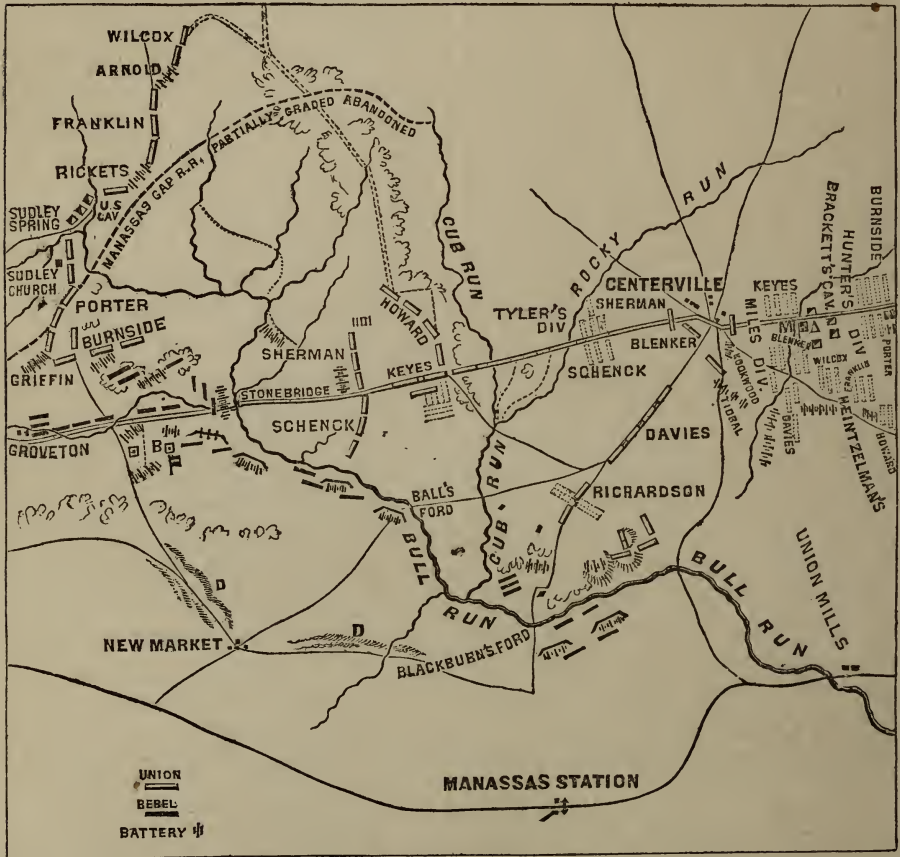 WILCOX
ARNOLD
FRANKLIN
RICKETS
U.S
CAV
SUDLEY
SPRING
SUDLEY
CHURCH
MANASSAS GAP R.R. PARTIALLY GRADED ABANDONED
PORTER
BURNSIDE
GRIFFIN
GROVETON
STONEBRIDGE
SHERMAN
SCHENCK
KEYES
HOWARD
CUB RUN
TYLER'S
DIV
ROCKY RUN
CENTERVILLE
SHERMAN
SCHENCK
BLENKER
MILES DIV.
TIDBAL
KEYES
BLENKER
BRACKETT'S CAV.
HUNTER'S DIV
BURNSIDE
PORTER
WILCOX
FRANKLIN
HEINTZELMAN'S
HOWARD
DAVIES
DAVIES
RICHARDSON
BALL'S
FORD
CUB RUN
BULL RUN
B
D
D
NEW MARKET
BLACKBURN'S FORD
BULL RUN
UNION MILLS
MANASSAS STATION
UNION
REBEL
BATTERY